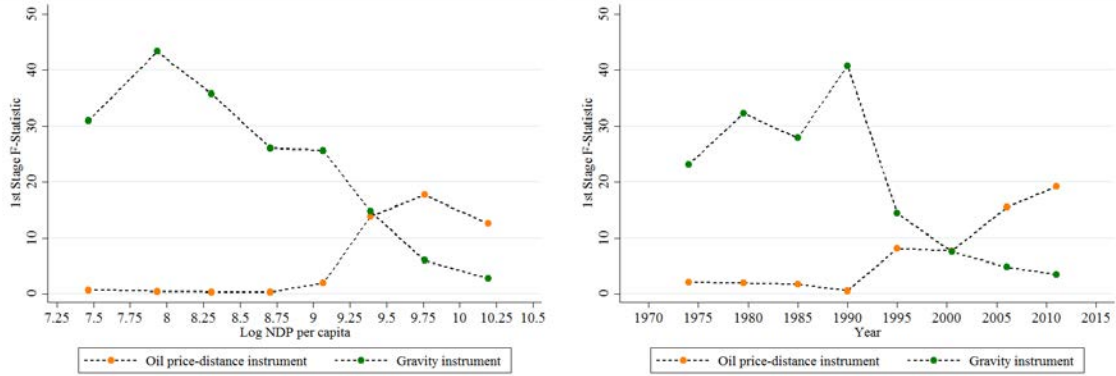 1st Stage F-Statistic
50
40
30
20
10
0
7.25 7.5 7.75 8 8.25 8.5 8.75 9 9.25 9.5 9.75 10 10.25 10.5
Log NDP per capita
Oil price-distance instrument Gravity instrument
1st Stage F-Statistic
50
40
30
20
10
0
1970 1975 1980 1985 1990 1995 2000 2005 2010 2015
Year
Oil price-distance instrument Gravity instrument